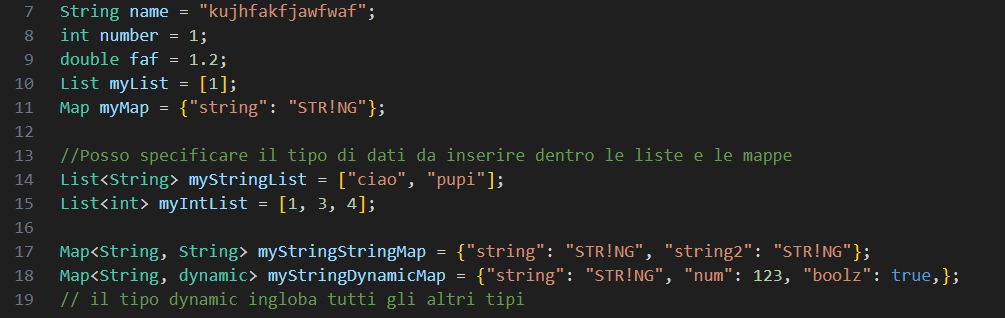 7 String name = "kujhfakfjawfwaf";
8 int number = 1;
9 double faf = 1.2;
10 List myList = [1];
11 Map myMap = {"string": "STR!NG"};
12
13 //Posso specificare il tipo di dati da inserire dentro le liste e le mappe
14 List<String> myStringList = ["ciao", "pupi"];
15 List<int> myIntList = [1, 3, 4];
16
17 Map<String, String> myStringStringMap = {"string": "STR!NG", "string2": "STR!NG"};
18 Map<String, dynamic> myStringDynamicMap = {"string": "STR!NG", "num": 123, "boolz": true,};
19 // il tipo dynamic ingloba tutti gli altri tipi